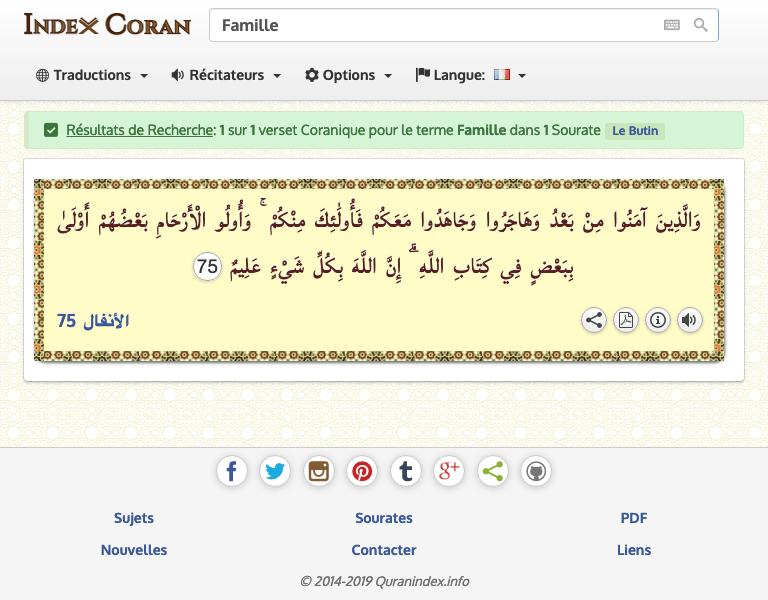 Index Coran
Famille
Traductions Récitateurs Options Langue:
Résultats de Recherche: 1 sur 1 verset Coranique pour le terme Famille dans 1 Sourate Le Butin
وَالَّذِينَ آمَنُوا مِنْ بَعْدُ وَهَاجَرُوا وَجَاهَدُوا مَعَكُمْ فَأُولَٰئِكَ مِنْكُمْ ۚ وَأُولُو الْأَرْحَامِ بَعْضُهُمْ أَوْلَىٰ
بِبَعْضٍ فِي كِتَابِ اللَّهِ ۗ إِنَّ اللَّهَ بِكُلِّ شَيْءٍ عَلِيمٌ 75
الأنفال 75
Sujets Sourates PDF
Nouvelles Contacter Liens
© 2014-2019 Quranindex.info